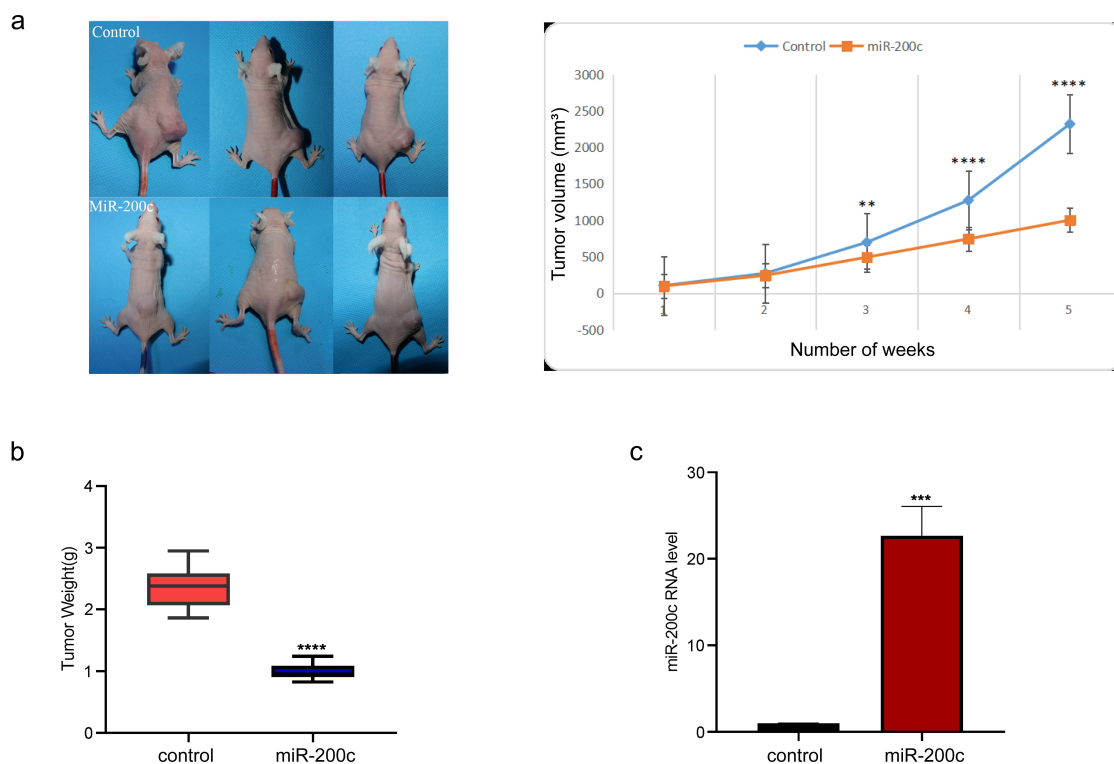 a
Control
MiR-200c
Control miR-200c
Tumor volume (mm³)
3000
2500
2000
1500
1000
500
0
-500
**
****
****
1 2 3 4 5
Number of weeks
b
Tumor Weight(g)
4
3
2
1
0
****
control miR-200c
c
miR-200c RNA level
30
20
10
0
***
control miR-200c